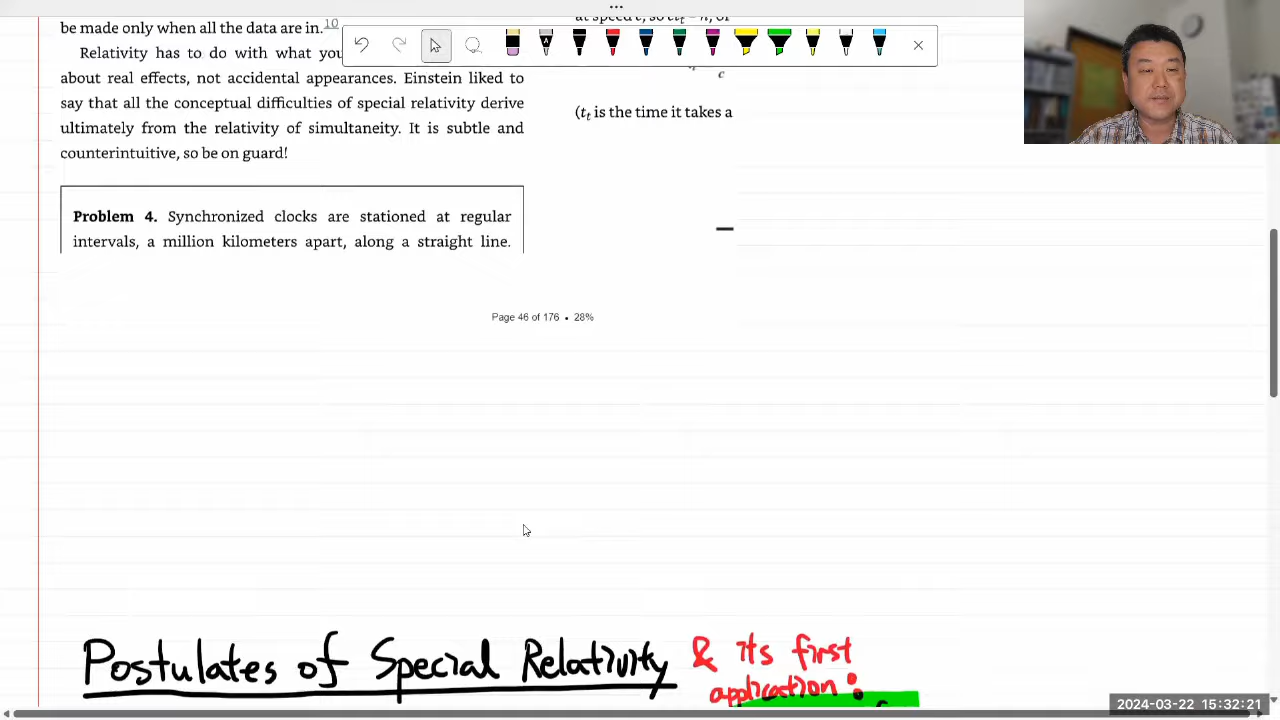 be made only when all the data are in.10
Relativity has to do with what you
about real effects, not accidental appearances. Einstein liked to
say that all the conceptual difficulties of special relativity derive
ultimately from the relativity of simultaneity. It is subtle and
counterintuitive, so be on guard!
Problem 4. Synchronized clocks are stationed at regular
intervals, a million kilometers apart, along a straight line.
Page 46 of 176 • 28%
c
(tt is the time it takes a
Postulates of Special Relativity & its first
application:
2024-03-22 15:32:21